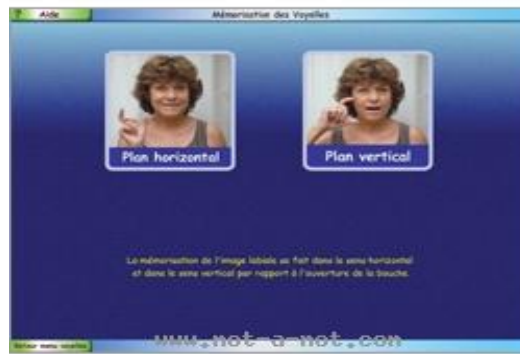 Aide
Mémorisation des Voyelles
Plan horizontal
Plan vertical
La mémorisation de l'image labiale se fait dans le sens horizontal
et dans le sens vertical par rapport à l'ouverture de la bouche.
Retour menu voyelles
www.mot-a-mot.com